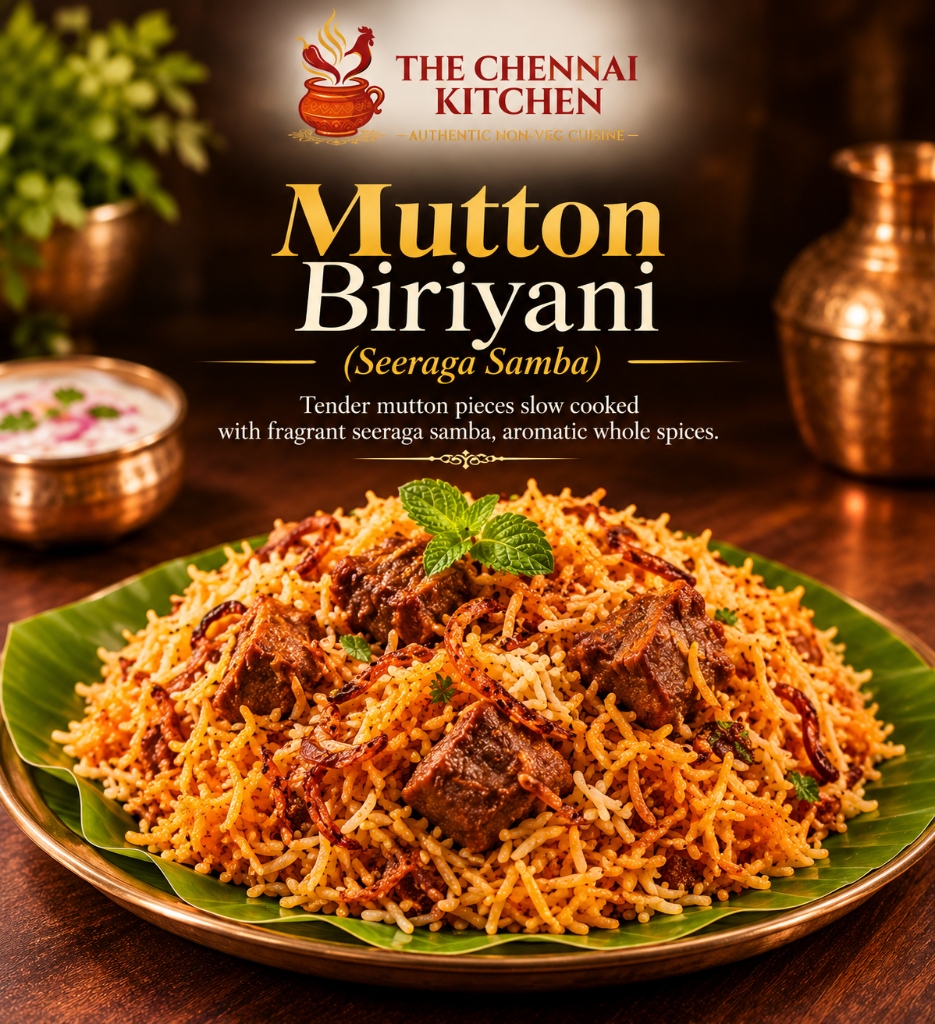 THE CHENNAI
KITCHEN
AUTHENTIC NON-VEG CUISINE
Mutton
Biriyani
(Seeraga Samba)
Tender mutton pieces slow cooked
with fragrant seeraga samba, aromatic whole spices.